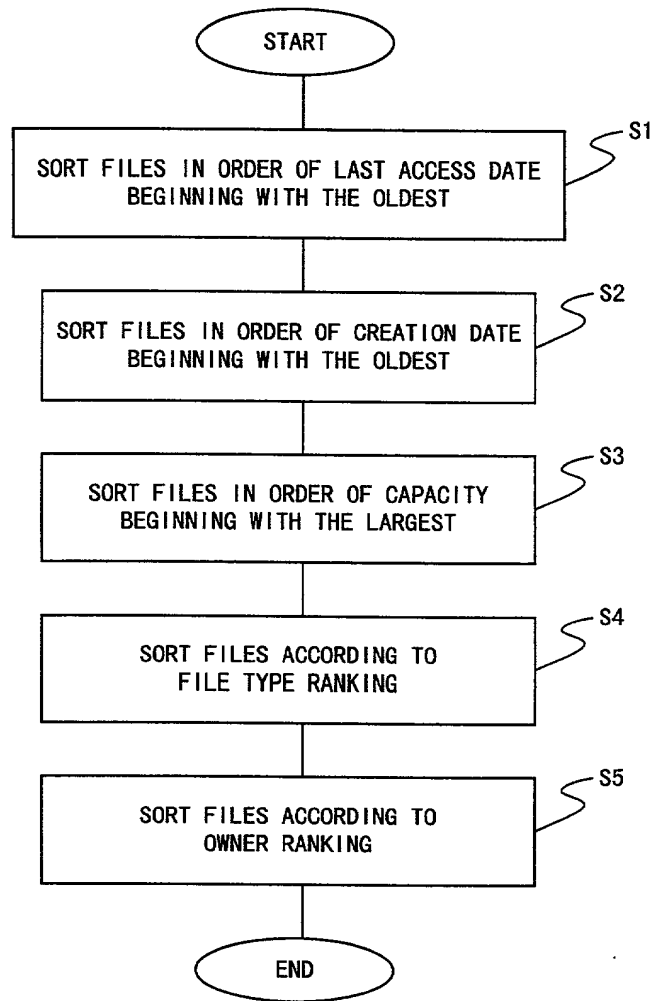 START
S1
SORT FILES IN ORDER OF LAST ACCESS DATE
BEGINNING WITH THE OLDEST
S2
SORT FILES IN ORDER OF CREATION DATE
BEGINNING WITH THE OLDEST
S3
SORT FILES IN ORDER OF CAPACITY
BEGINNING WITH THE LARGEST
S4
SORT FILES ACCORDING TO
FILE TYPE RANKING
S5
SORT FILES ACCORDING TO
OWNER RANKING
END